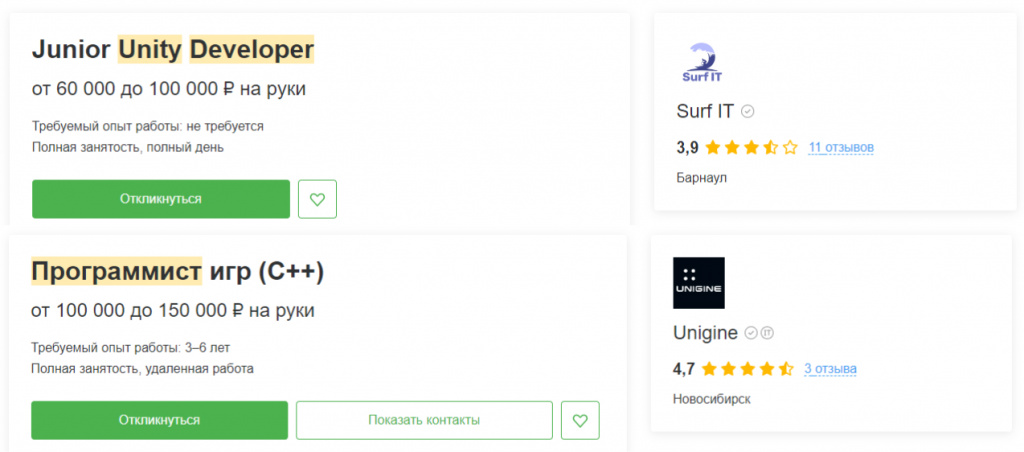 Junior Unity Developer
от 60 000 до 100 000 ₽ на руки
Требуемый опыт работы: не требуется
Полная занятость, полный день
Откликнуться
Surf IT
Surf IT
3,9 11 отзывов
Барнаул
Программист игр (C++)
от 100 000 до 150 000 ₽ на руки
Требуемый опыт работы: 3–6 лет
Полная занятость, удаленная работа
Откликнуться
Показать контакты
UNIGINE
Unigine IT
4,7 3 отзыва
Новосибирск